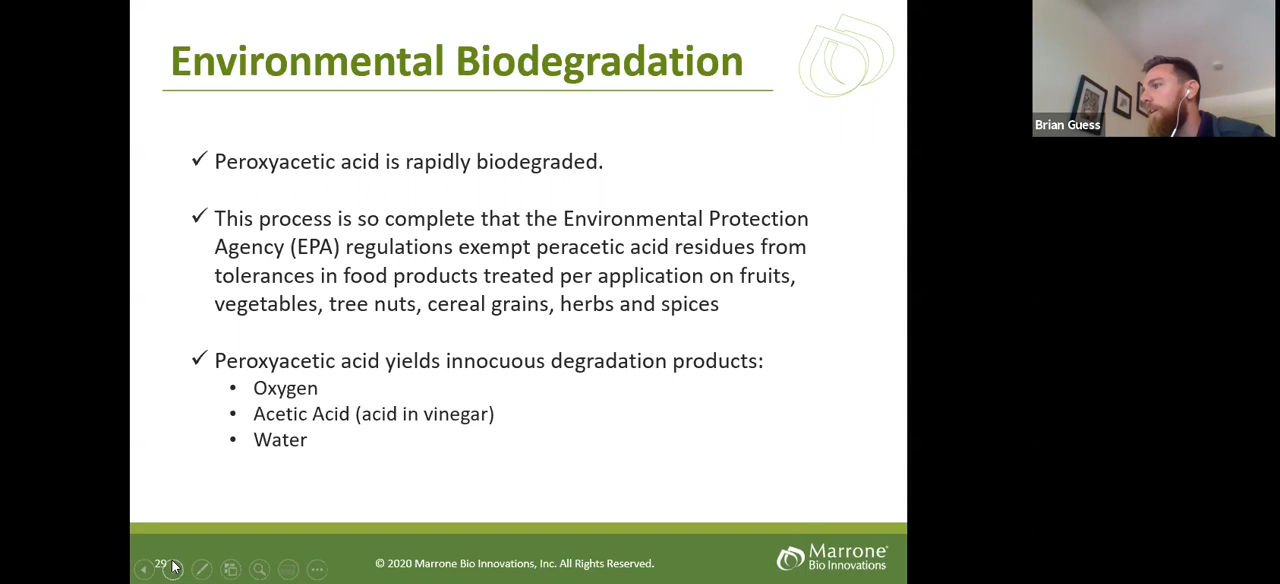 Environmental Biodegradation
Brian Guess
✓ Peroxyacetic acid is rapidly biodegraded.
✓ This process is so complete that the Environmental Protection
Agency (EPA) regulations exempt peracetic acid residues from
tolerances in food products treated per application on fruits,
vegetables, tree nuts, cereal grains, herbs and spices
✓ Peroxyacetic acid yields innocuous degradation products:
• Oxygen
• Acetic Acid (acid in vinegar)
• Water
29
© 2020 Marrone Bio Innovations, Inc. All Rights Reserved.
Marrone®
Bio Innovations